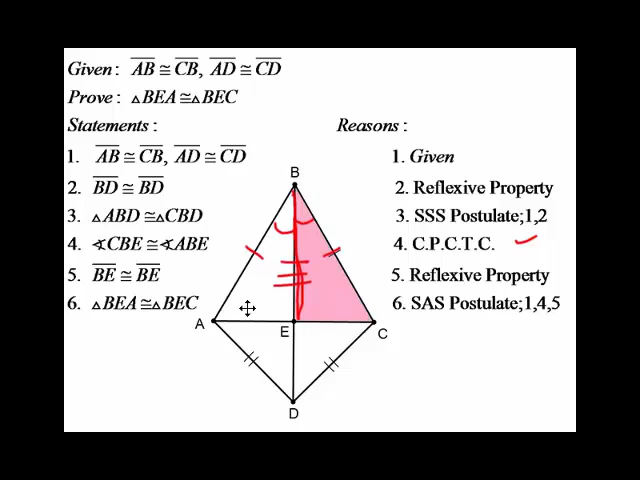 Given: AB ≅ CB, AD ≅ CD
Prove: ▵BEA≅▵BEC
Statements: Reasons:
1. AB ≅ CB, AD ≅ CD 1. Given
2. BD ≅ BD 2. Reflexive Property
3. ▵ABD ≅▵CBD 3. SSS Postulate;1,2
4. ∢CBE ≅∢ABE 4. C.P.C.T.C.
5. BE ≅ BE 5. Reflexive Property
6. ▵BEA≅▵BEC 6. SAS Postulate;1,4,5
B
A
E
C
D